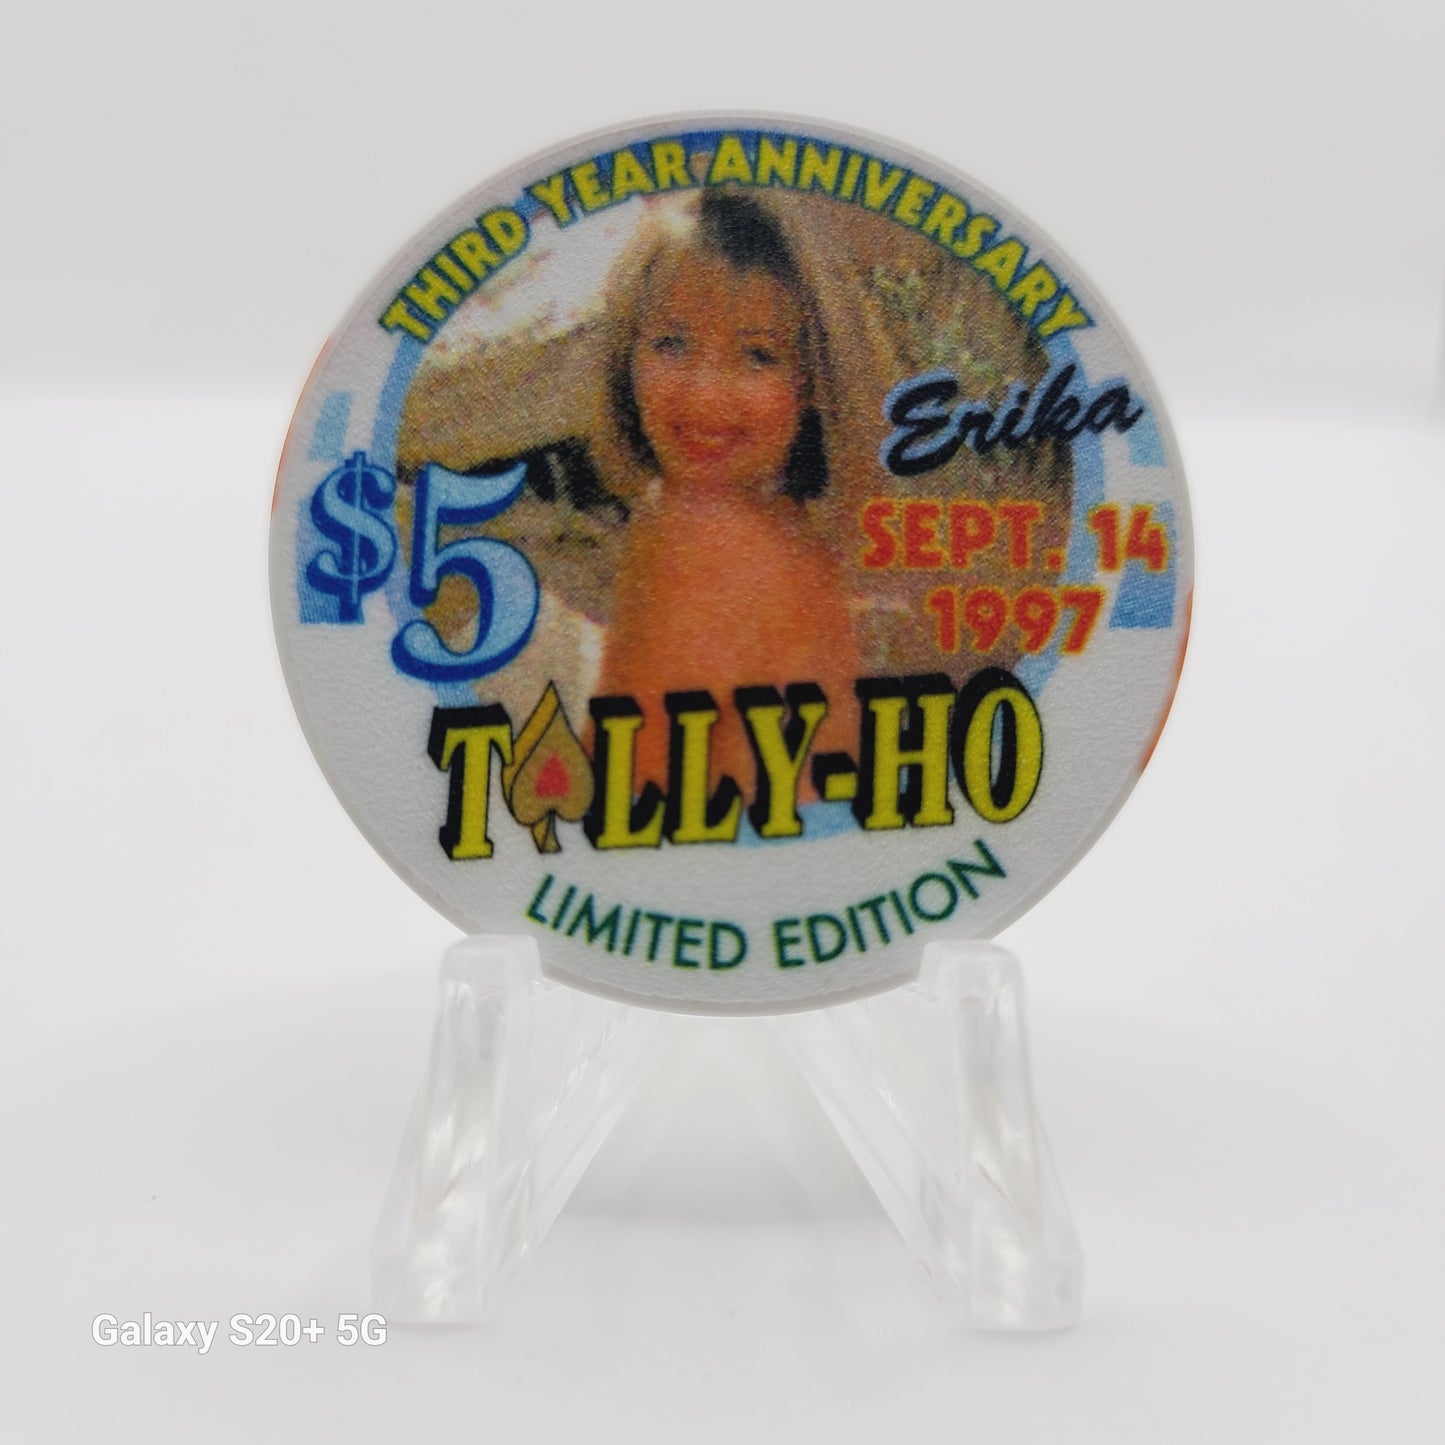 THIRD YEAR ANNIVERSARY
Erika
$5
SEPT. 14
1997
TALLY-HO
LIMITED EDITION
Galaxy S20+ 5G